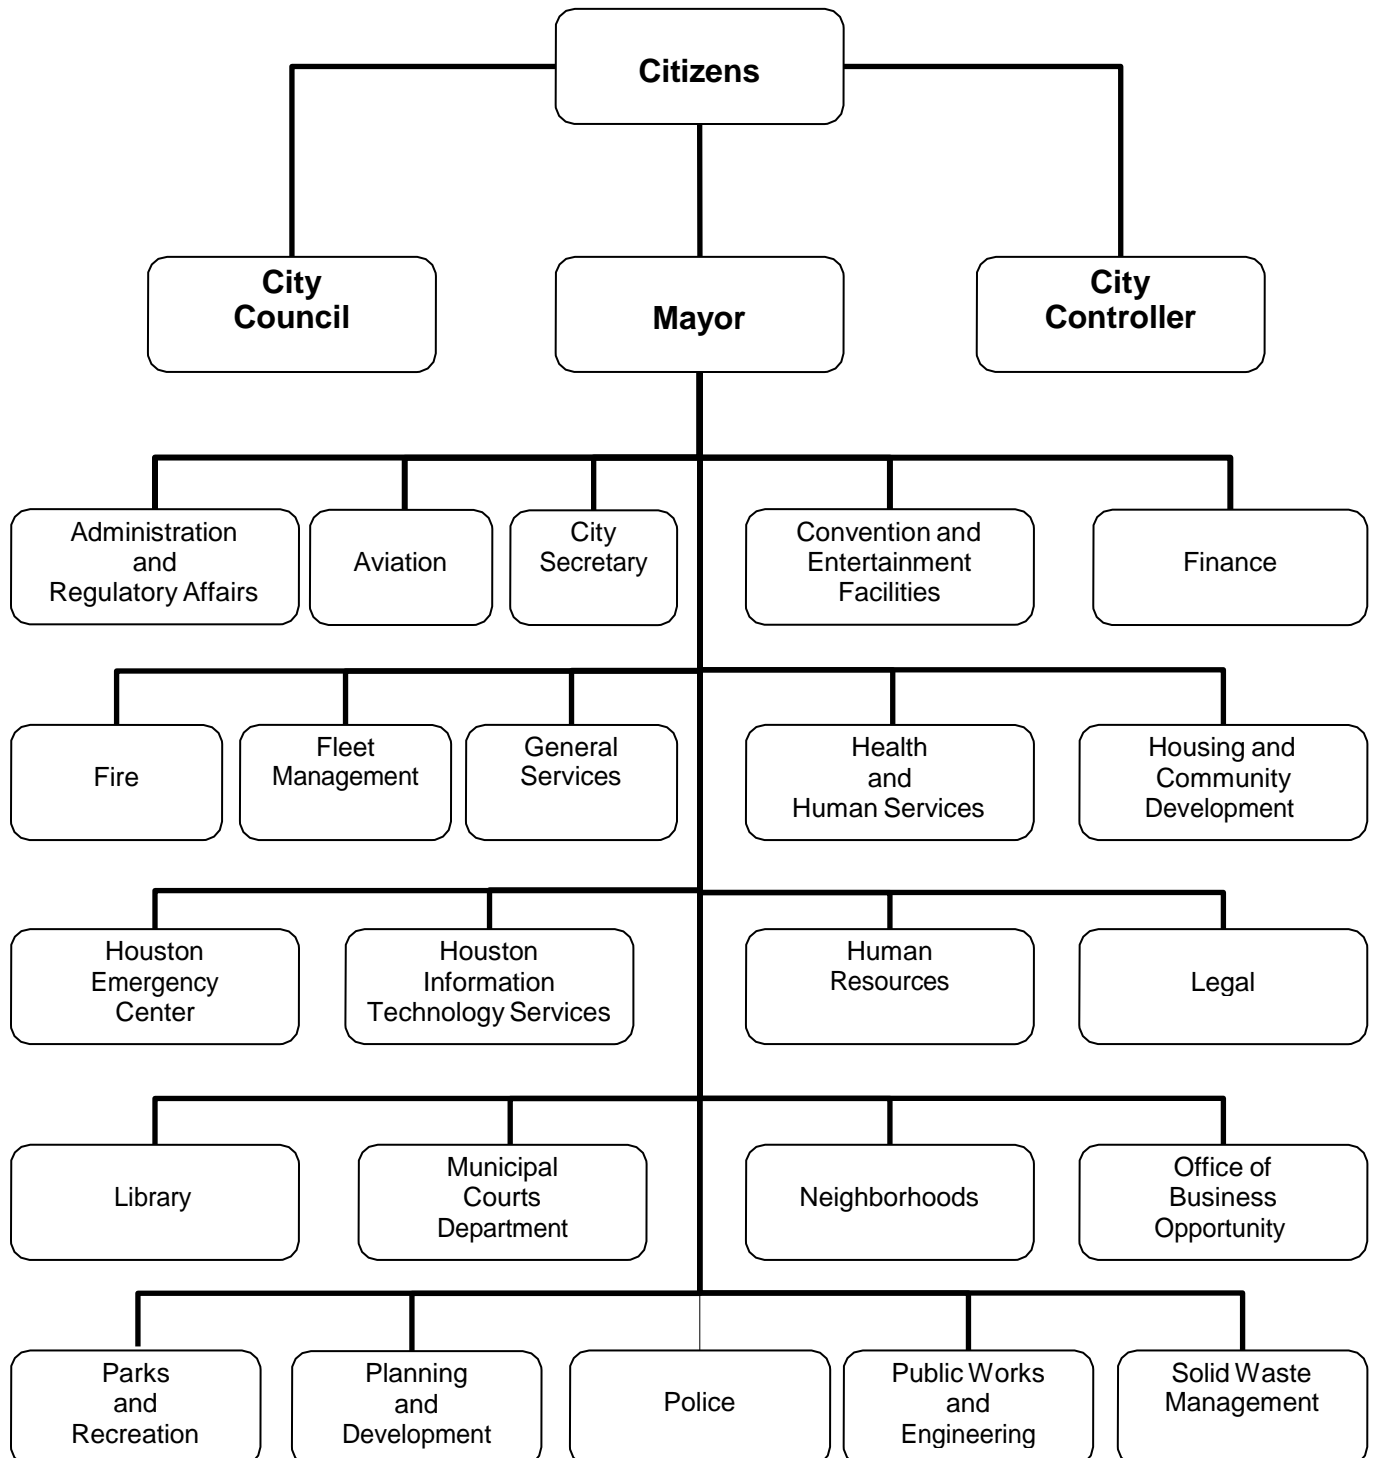 Citizens
City
Council
Mayor
City
Controller
Administration
and
Regulatory Affairs
Aviation
City
Secretary
Convention and
Entertainment
Facilities
Finance
Fire
Fleet
Management
General
Services
Health
and
Human Services
Housing and
Community
Development
Houston
Emergency
Center
Houston
Information
Technology Services
Human
Resources
Legal
Library
Municipal
Courts
Department
Neighborhoods
Office of
Business
Opportunity
Parks
and
Recreation
Planning
and
Development
Police
Public Works
and
Engineering
Solid Waste
Management